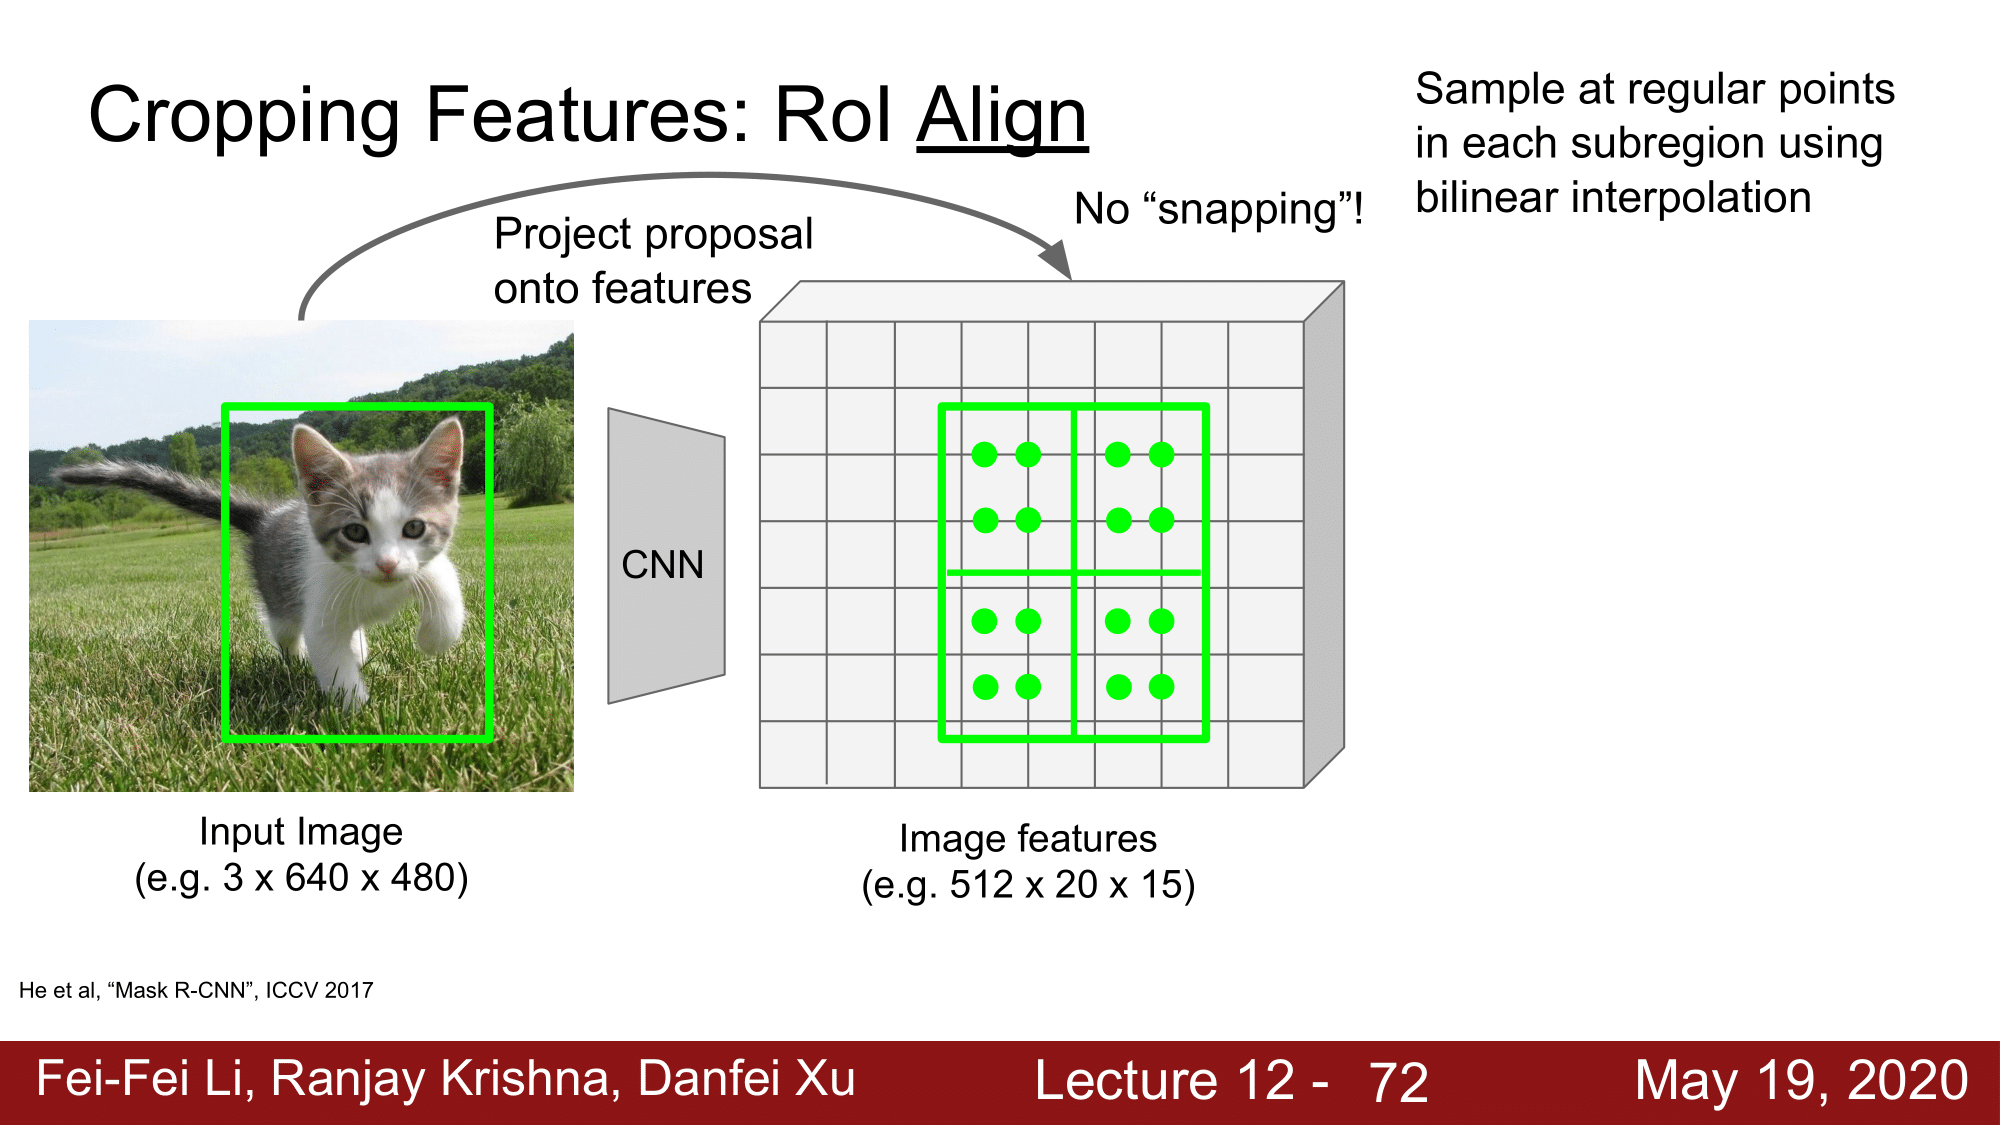 Cropping Features: RoI Align
Sample at regular points
in each subregion using
bilinear interpolation
No “snapping”!
Project proposal
onto features
CNN
Input Image
(e.g. 3 x 640 x 480)
Image features
(e.g. 512 x 20 x 15)
He et al, “Mask R-CNN”, ICCV 2017
Fei-Fei Li, Ranjay Krishna, Danfei Xu
Lecture 12 - 72
May 19, 2020